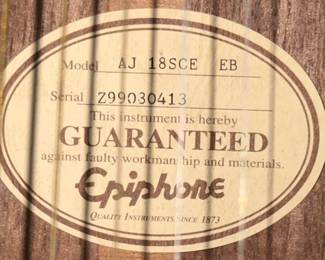 Model AJ 18SCE EB
Serial Z99030413
This instrument is hereby
GUARANTEED
against faulty workmanship and materials.
Epiphone
QUALITY INSTRUMENTS SINCE 1873